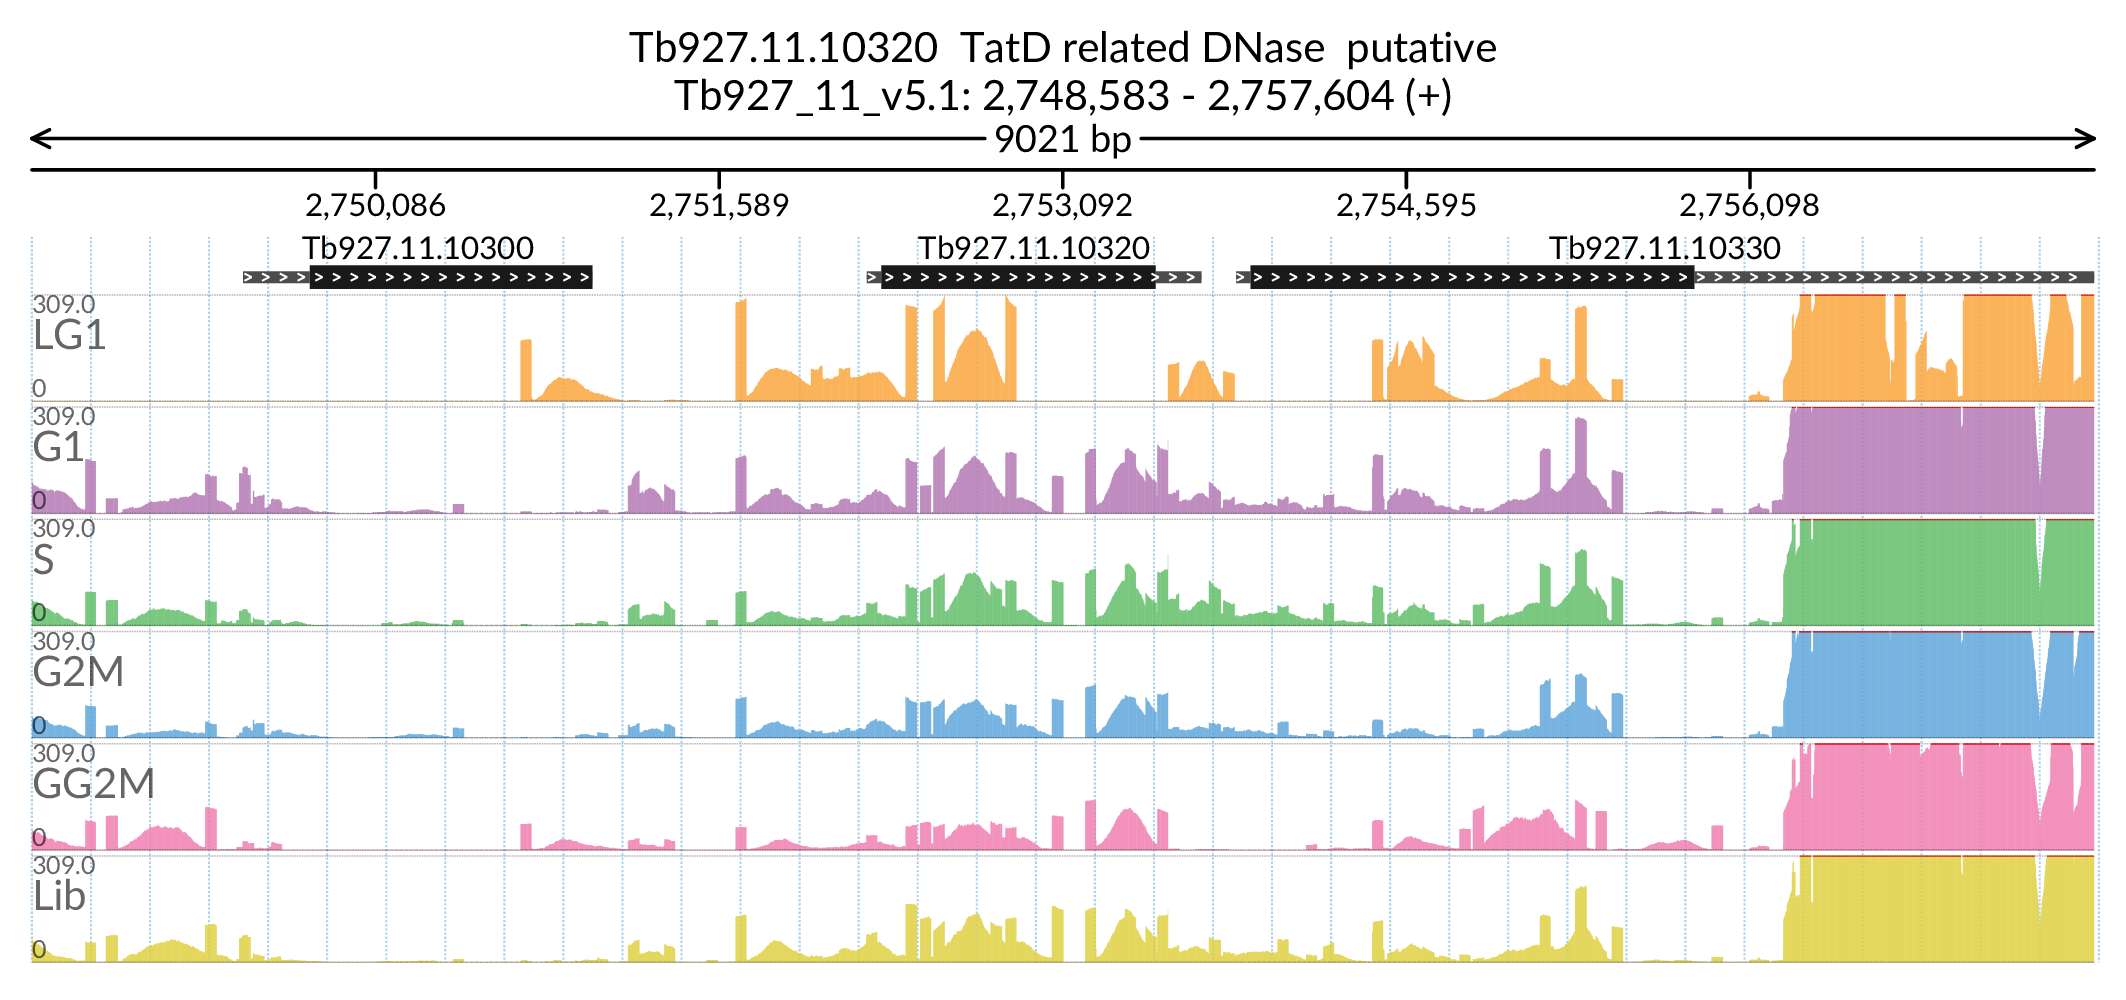 Tb927.11.10320 TatD related DNase putative
Tb927_11_v5.1: 2,748,583 - 2,757,604 (+)
9021 bp
2,750,086 2,751,589 2,753,092 2,754,595 2,756,098
Tb927.11.10300 Tb927.11.10320 Tb927.11.10330
309.0
LG1
0
309.0
G1
0
309.0
S
0
309.0
G2M
0
309.0
GG2M
0
309.0
Lib
0